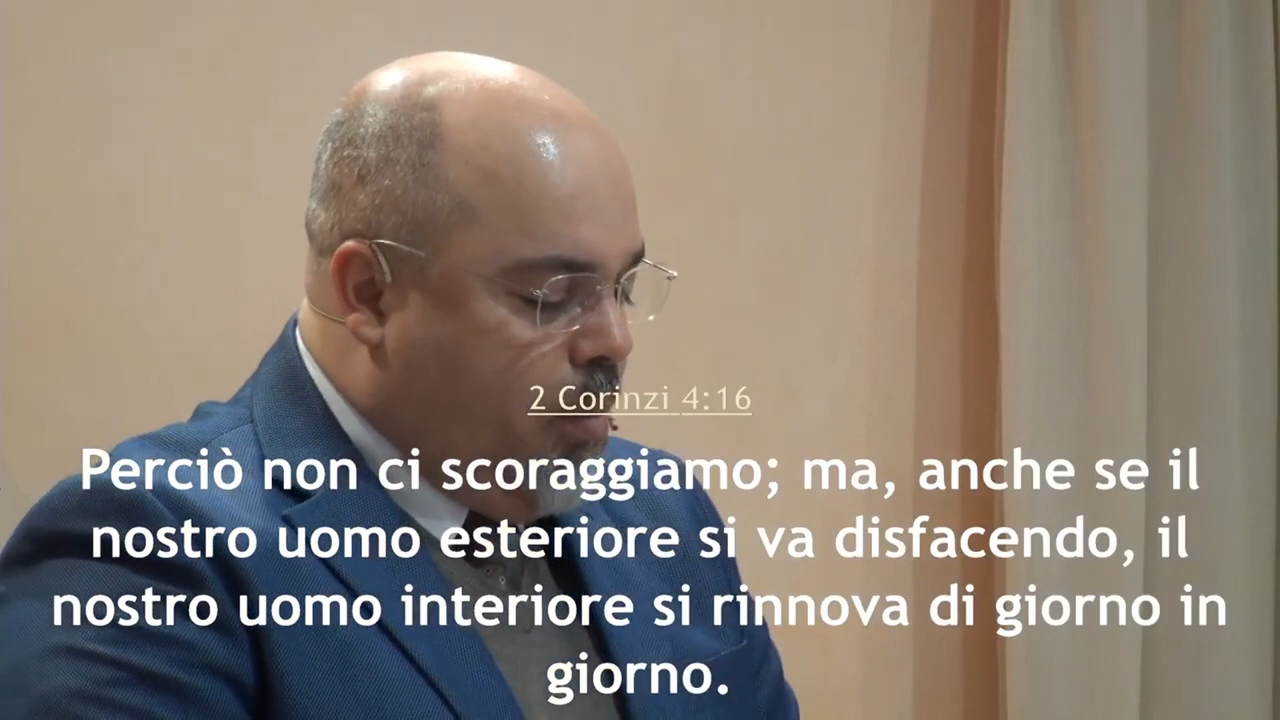 2 Corinzi 4:16
Perciò non ci scoraggiamo; ma, anche se il
nostro uomo esteriore si va disfacendo, il
nostro uomo interiore si rinnova di giorno in
giorno.